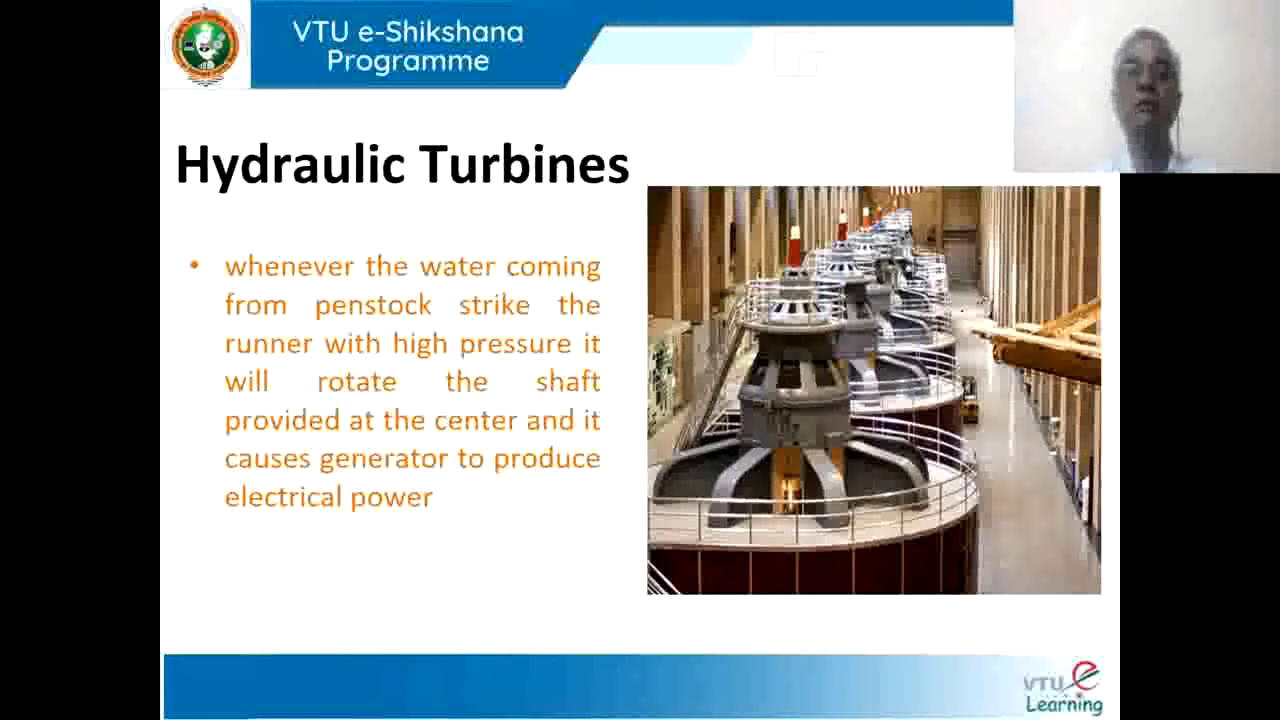 VTU e-Shikshana
Programme
Hydraulic Turbines
• whenever the water coming
from penstock strike the
runner with high pressure it
will rotate the shaft
provided at the center and it
causes generator to produce
electrical power
VTU e
Learning